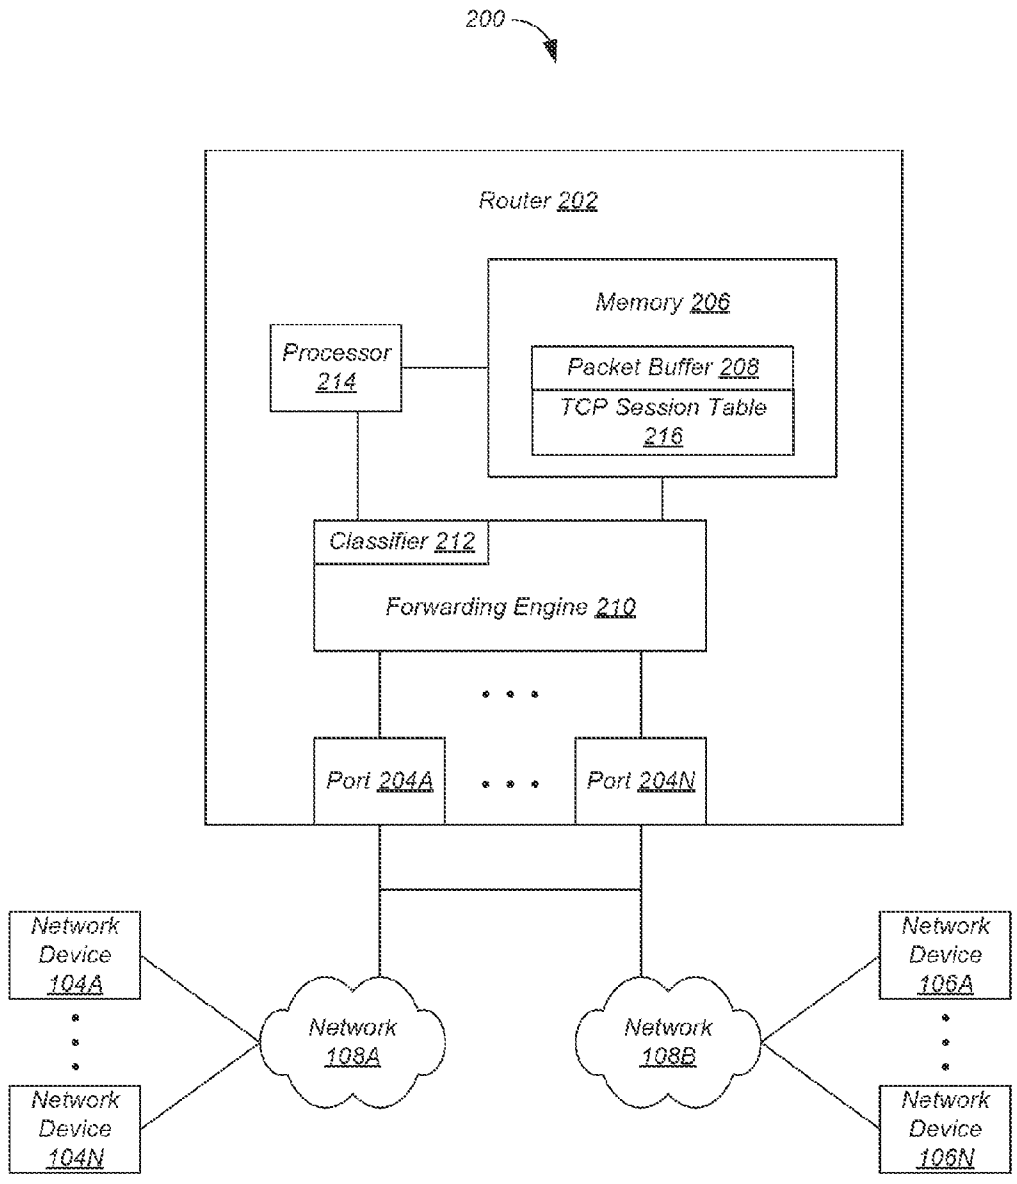 200
Router 202
Memory 206
Processor
214
Packet Buffer 208
TCP Session Table
216
Classifier 212
Forwarding Engine 210
Port 204A
Port 204N
Network
Device
104A
Network
Device
106A
Network
108A
Network
108B
Network
Device
104N
Network
Device
106N